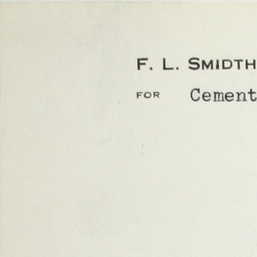 F. L. SMIDTH
FOR Cement